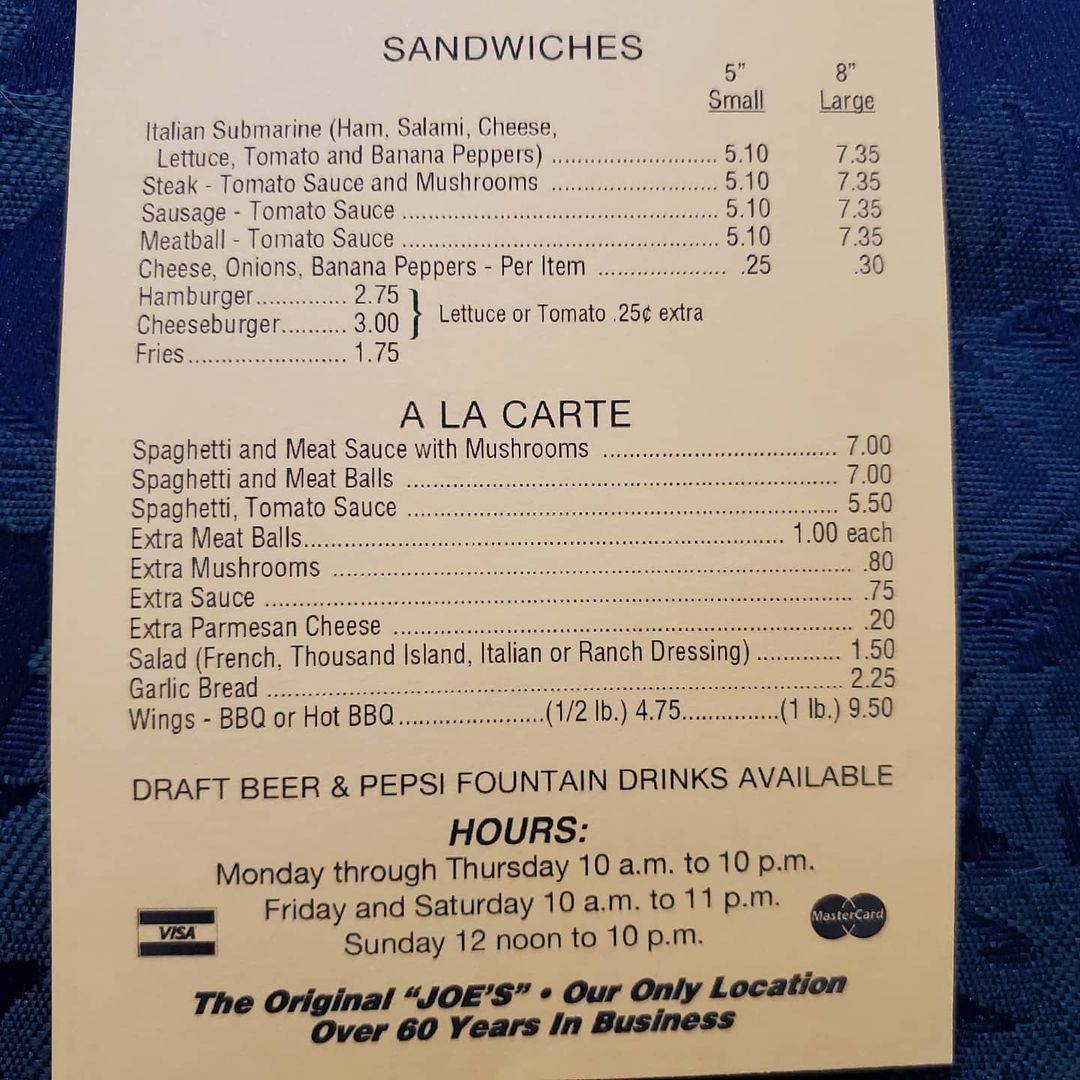 SANDWICHES
5” 8”
Small Large
Italian Submarine (Ham, Salami, Cheese,
Lettuce, Tomato and Banana Peppers) .......................... 5.10 7.35
Steak - Tomato Sauce and Mushrooms .......................... 5.10 7.35
Sausage - Tomato Sauce .................................................. 5.10 7.35
Meatball - Tomato Sauce .................................................. 5.10 7.35
Cheese, Onions, Banana Peppers - Per Item .................... .25 .30
Hamburger.............. 2.75
Cheeseburger.......... 3.00 } Lettuce or Tomato .25¢ extra
Fries......................... 1.75
A LA CARTE
Spaghetti and Meat Sauce with Mushrooms ..................................... 7.00
Spaghetti and Meat Balls .................................................................... 7.00
Spaghetti, Tomato Sauce .................................................................... 5.50
Extra Meat Balls............................................................................ 1.00 each
Extra Mushrooms .................................................................................. .80
Extra Sauce ............................................................................................ .75
Extra Parmesan Cheese ........................................................................ .20
Salad (French, Thousand Island, Italian or Ranch Dressing) ............. 1.50
Garlic Bread .......................................................................................... 2.25
Wings - BBQ or Hot BBQ.......................(1/2 lb.) 4.75...............(1 lb.) 9.50
DRAFT BEER & PEPSI FOUNTAIN DRINKS AVAILABLE
HOURS:
Monday through Thursday 10 a.m. to 10 p.m.
Friday and Saturday 10 a.m. to 11 p.m.
Sunday 12 noon to 10 p.m.
VISA
MasterCard
The Original “JOE'S” • Our Only Location
Over 60 Years In Business